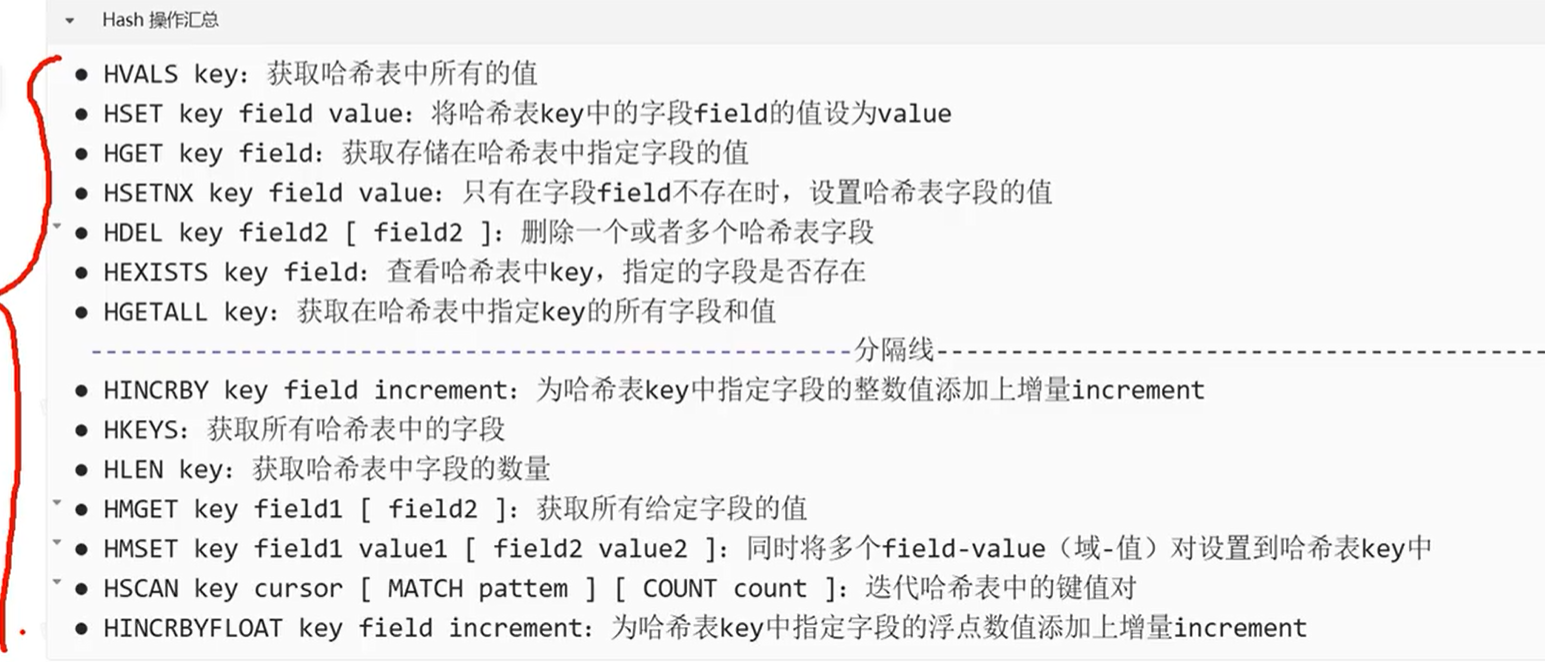 Hash 操作汇总
● HVALS key：获取哈希表中所有的值
● HSET key field value：将哈希表key中的字段field的值设为value
● HGET key field：获取存储在哈希表中指定字段的值
● HSETNX key field value：只有在字段field不存在时，设置哈希表字段的值
● HDEL key field2 [ field2 ]：删除一个或者多个哈希表字段
● HEXISTS key field：查看哈希表中key，指定的字段是否存在
● HGETALL key：获取在哈希表中指定key的所有字段和值
---------------------------------------------------分隔线-----------------------------------------
● HINCRBY key field increment：为哈希表key中指定字段的整数值添加上增量increment
● HKEYS：获取所有哈希表中的字段
● HLEN key：获取哈希表中字段的数量
● HMGET key field1 [ field2 ]：获取所有给定字段的值
● HMSET key field1 value1 [ field2 value2 ]：同时将多个field-value（域-值）对设置到哈希表key中
● HSCAN key cursor [ MATCH pattem ] [ COUNT count ]：迭代哈希表中的键值对
● HINCRBYFLOAT key field increment：为哈希表key中指定字段的浮点数值添加上增量increment